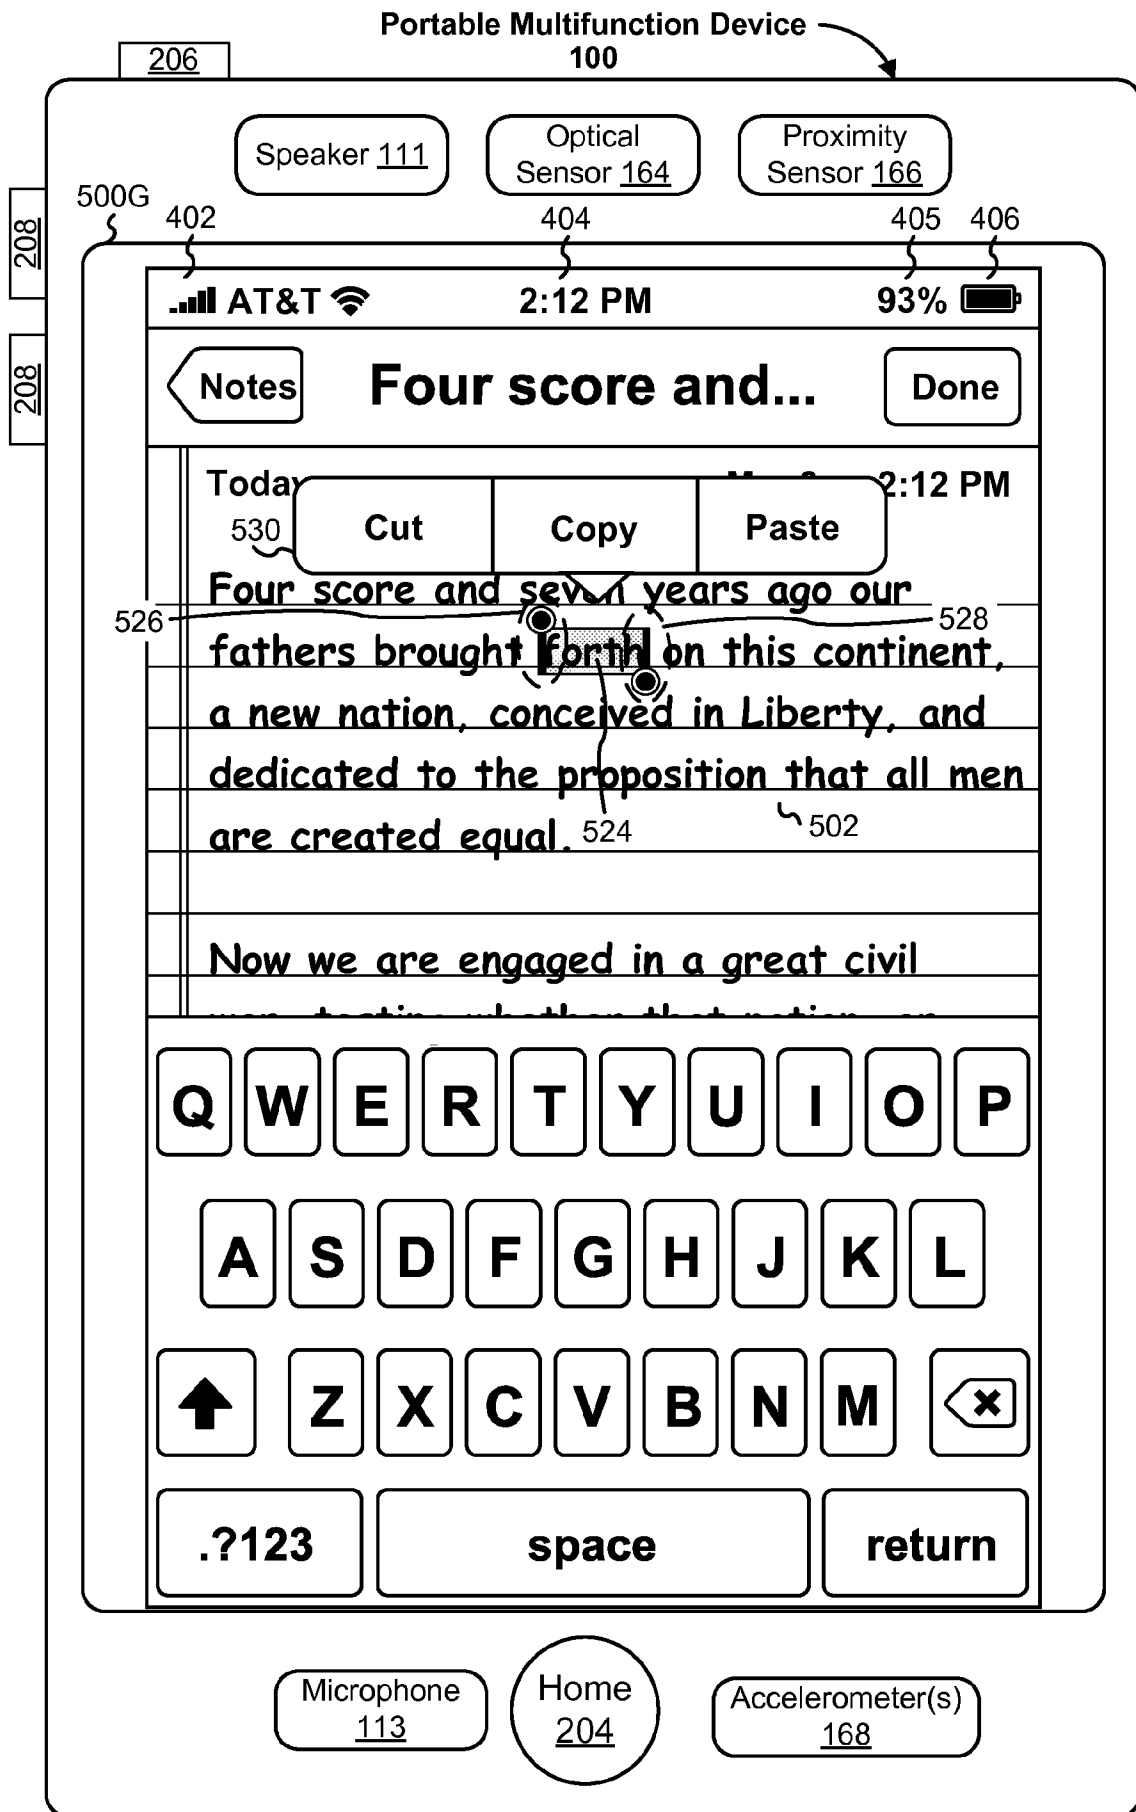 Portable Multifunction Device
100
206
Speaker 111
Optical
Sensor 164
Proximity
Sensor 166
500G
402
404
405
406
208
208
AT&T
2:12 PM
93%
Notes
Four score and...
Done
Today
2:12 PM
530
Cut
Copy
Paste
Four score and seven years ago our
526
528
fathers brought forth on this continent,
a new nation, conceived in Liberty, and
dedicated to the proposition that all men
502
524
are created equal.
Now we are engaged in a great civil
Q W E R T Y U I O P
A S D F G H J K L
Z X C V B N M
.?123
space
return
Microphone
113
Home
204
Accelerometer(s)
168